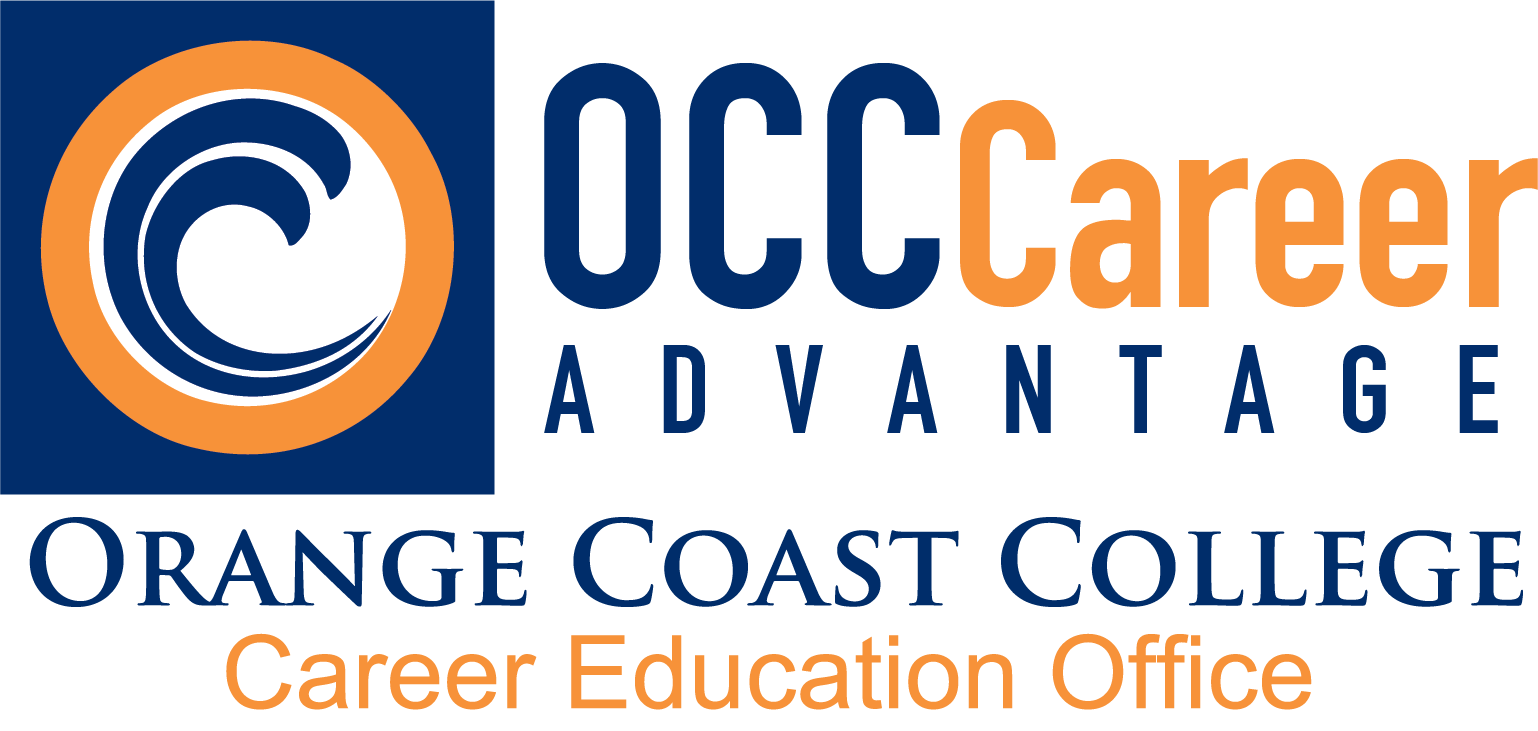 OCCCareer
ADVANTAGE
ORANGE COAST COLLEGE
Career Education Office